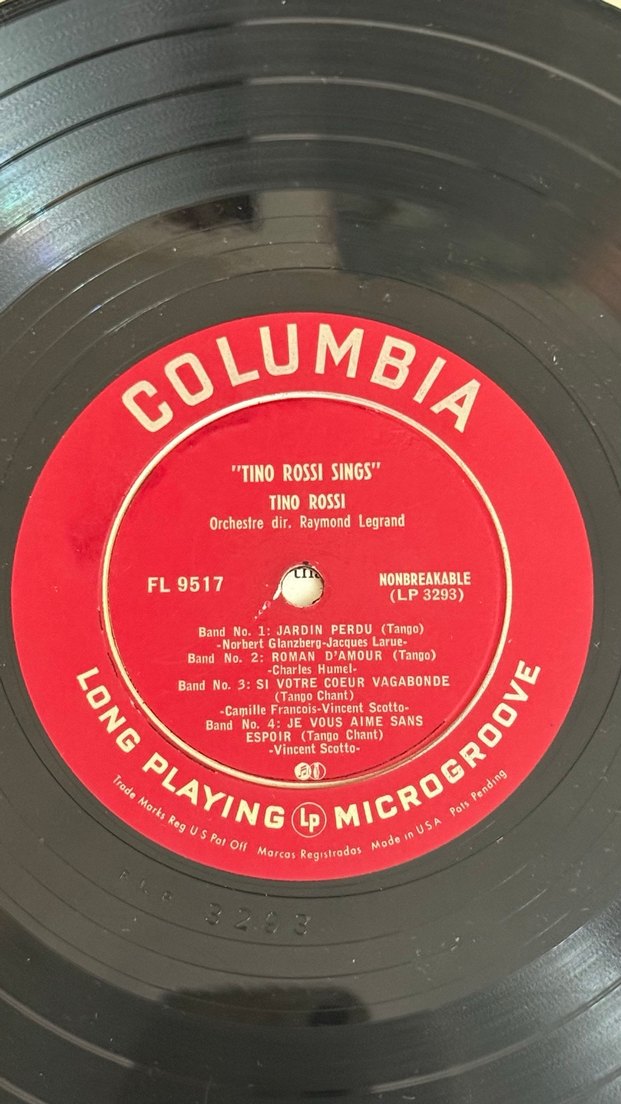 COLUMBIA
"TINO ROSSI SINGS"
TINO ROSSI
Orchestre dir. Raymond Legrand
FL 9517
NONBREAKABLE
(LP 3293)
Band No. 1: JARDIN PERDU (Tango)
-Norbert Glanzberg-Jacques Larue-
Band No. 2: ROMAN D'AMOUR (Tango)
-Charles Humel-
Band No. 3: SI VOTRE COEUR VAGABONDE
(Tango Chant)
-Camille Francois-Vincent Scotto-
Band No. 4: JE VOUS AIME SANS
ESPOIR (Tango Chant)
-Vincent Scotto-
LONG PLAYING Lp MICROGROOVE
Trade Marks Reg U S Pat Off Marcas Registradas Made in U S A Pats Pending
3293